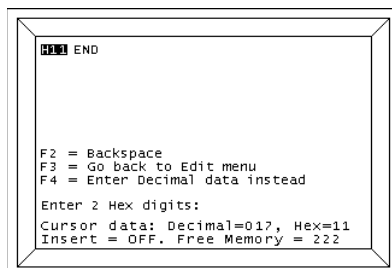 H11 END
F2 = Backspace
F3 = Go back to Edit menu
F4 = Enter Decimal data instead
Enter 2 Hex digits:
Cursor data: Decimal=017, Hex=11
Insert = OFF. Free Memory = 222